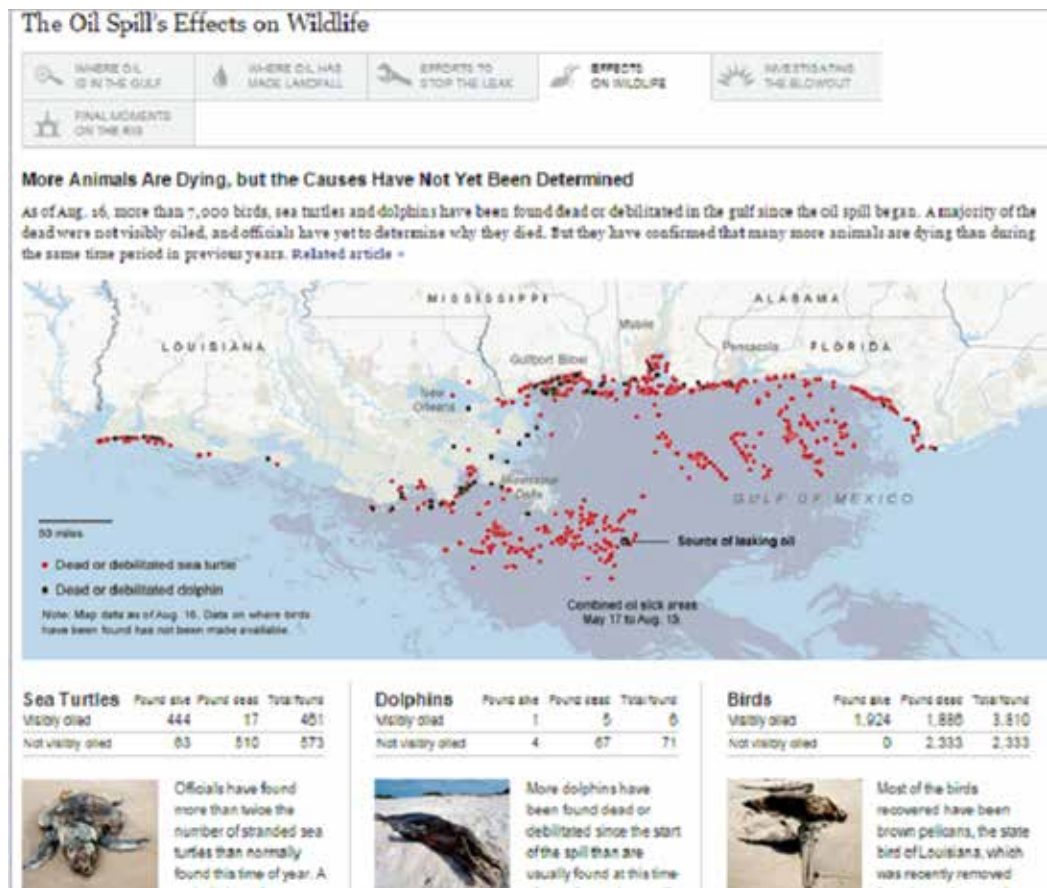 The Oil Spill's Effects on Wildlife
WHERE OIL
IS IN THE GULF
WHERE OIL HAS
MADE LANDFALL
EFFORTS TO
STOP THE LEAK
EFFECTS
ON WILDLIFE
INVESTIGATING
THE BLOWOUT
FINAL MOMENTS
ON THE RIG
More Animals Are Dying, but the Causes Have Not Yet Been Determined
As of Aug. 16, more than 7,000 birds, sea turtles and dolphins have been found dead or debilitated in the gulf since the oil spill began. A majority of the
dead were not visibly oiled, and officials have yet to determine why they died. But they have confirmed that many more animals are dying than during
the same time period in previous years. Related article »
MISSISSIPPI
ALABAMA
Mobile
LOUISIANA
Pensacola
FLORIDA
Gulfport
Biloxi
New
Orleans
Mississippi
Delta
GULF OF MEXICO
50 miles
Source of leaking oil
Dead or debilitated sea turtle
Dead or debilitated dolphin
Note: Map data as of Aug. 16. Data on where birds
have been found has not been made available.
Combined oil slick areas
May 17 to Aug. 15.
Sea Turtles Found alive Found dead Total found
Visibly oiled 444 17 461
Not visibly oiled 63 510 573
Dolphins Found alive Found dead Total found
Visibly oiled 1 5 6
Not visibly oiled 4 67 71
Birds Found alive Found dead Total found
Visibly oiled 1,924 1,886 3,810
Not visibly oiled 0 2,333 2,333
Officials have found
more than twice the
number of stranded sea
turtles than normally
found this time of year. A
More dolphins have
been found dead or
debilitated since the start
of the spill than are
usually found at this time
Most of the birds
recovered have been
brown pelicans, the state
bird of Louisiana, which
was recently removed